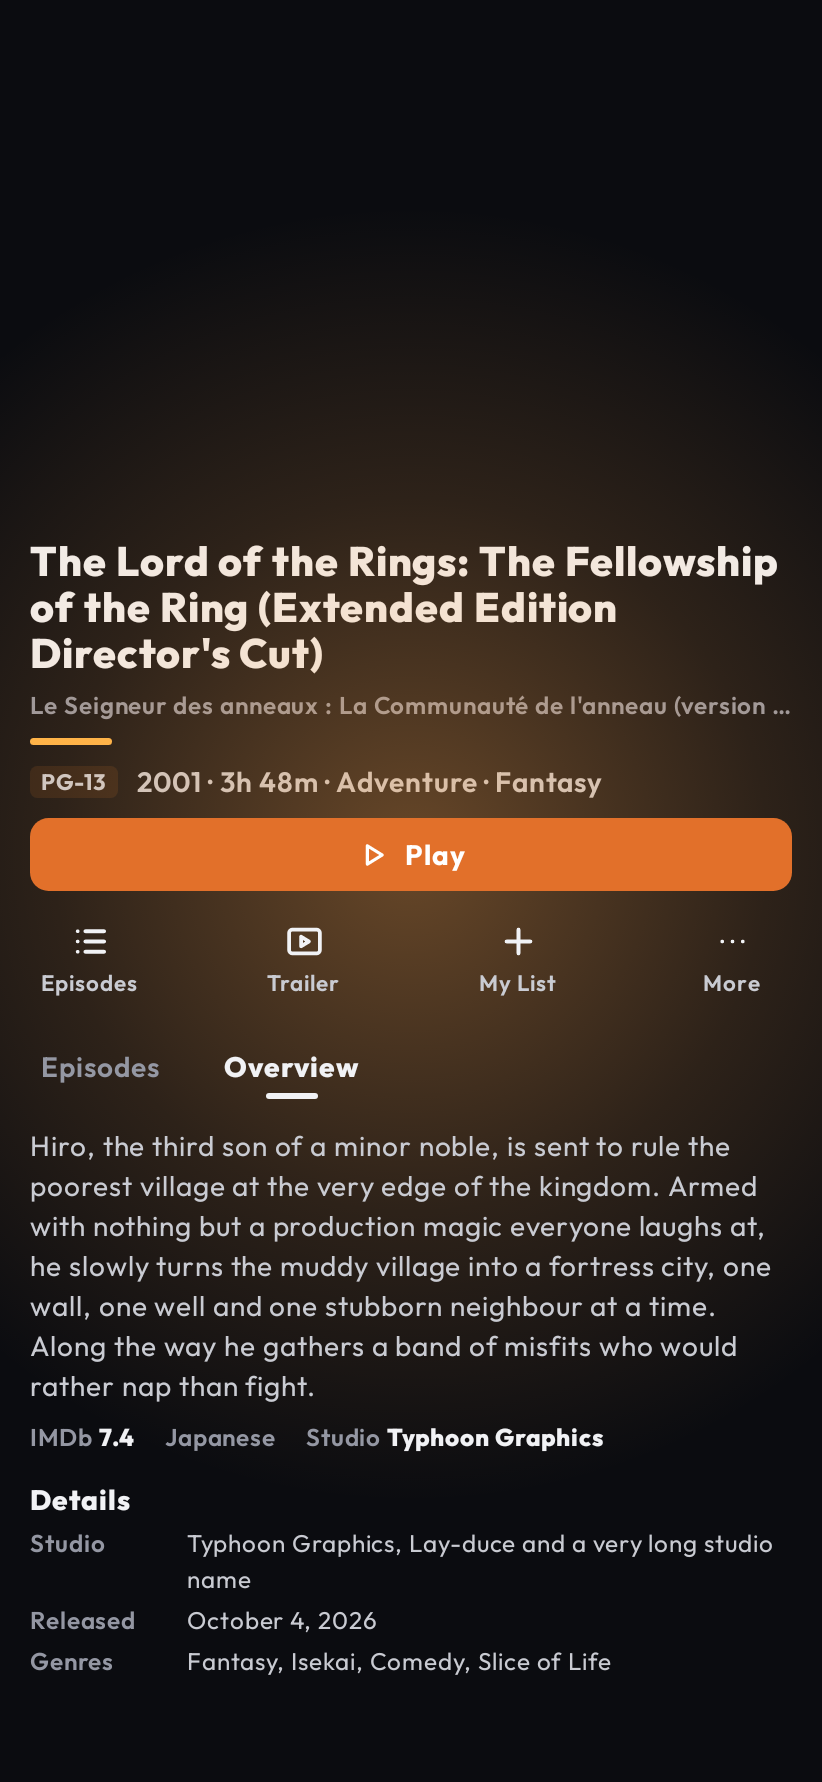 The Lord of the Rings: The Fellowship
of the Ring (Extended Edition
Director's Cut)
Le Seigneur des anneaux : La Communauté de l'anneau (version ...
PG-13 2001 · 3h 48m · Adventure · Fantasy
Play
Episodes Trailer My List More
Episodes Overview
Hiro, the third son of a minor noble, is sent to rule the
poorest village at the very edge of the kingdom. Armed
with nothing but a production magic everyone laughs at,
he slowly turns the muddy village into a fortress city, one
wall, one well and one stubborn neighbour at a time.
Along the way he gathers a band of misfits who would
rather nap than fight.
IMDb 7.4 Japanese Studio Typhoon Graphics
Details
Studio Typhoon Graphics, Lay-duce and a very long studio
name
Released October 4, 2026
Genres Fantasy, Isekai, Comedy, Slice of Life